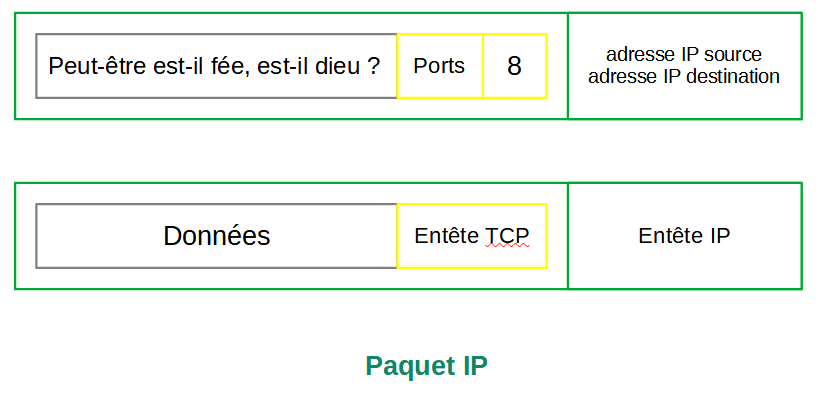 Peut-être est-il fée, est-il dieu ?
Ports
8
adresse IP source
adresse IP destination
Données
Entête TCP
Entête IP
Paquet IP